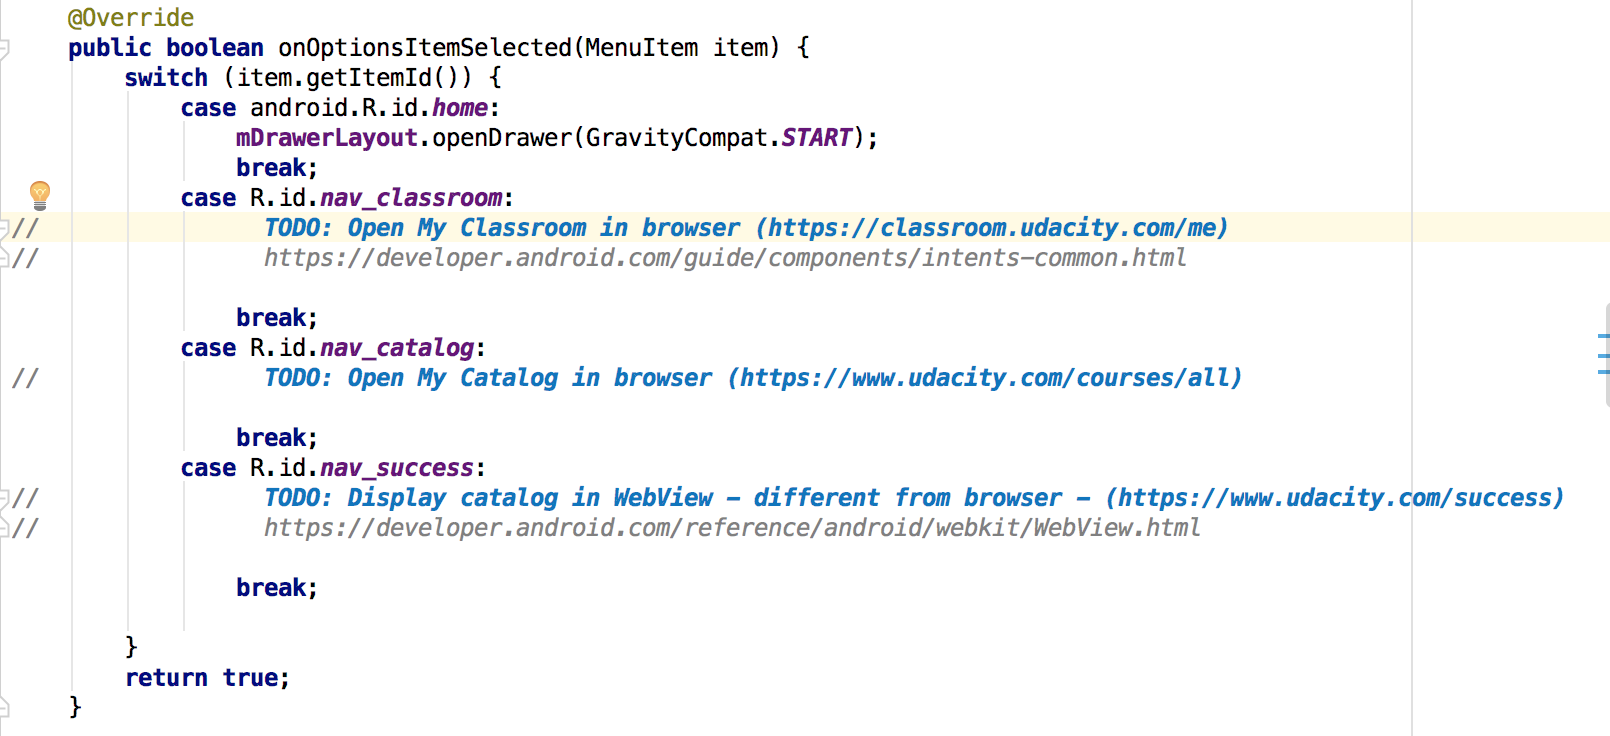 @Override
public boolean onOptionsItemSelected(MenuItem item) {
switch (item.getItemId()) {
case android.R.id.home:
mDrawerLayout.openDrawer(GravityCompat.START);
break;
case R.id.nav_classroom:
// TODO: Open My Classroom in browser (https://classroom.udacity.com/me)
// https://developer.android.com/guide/components/intents-common.html
break;
case R.id.nav_catalog:
// TODO: Open My Catalog in browser (https://www.udacity.com/courses/all)
break;
case R.id.nav_success:
// TODO: Display catalog in WebView - different from browser - (https://www.udacity.com/success)
// https://developer.android.com/reference/android/webkit/WebView.html
break;
}
return true;
}